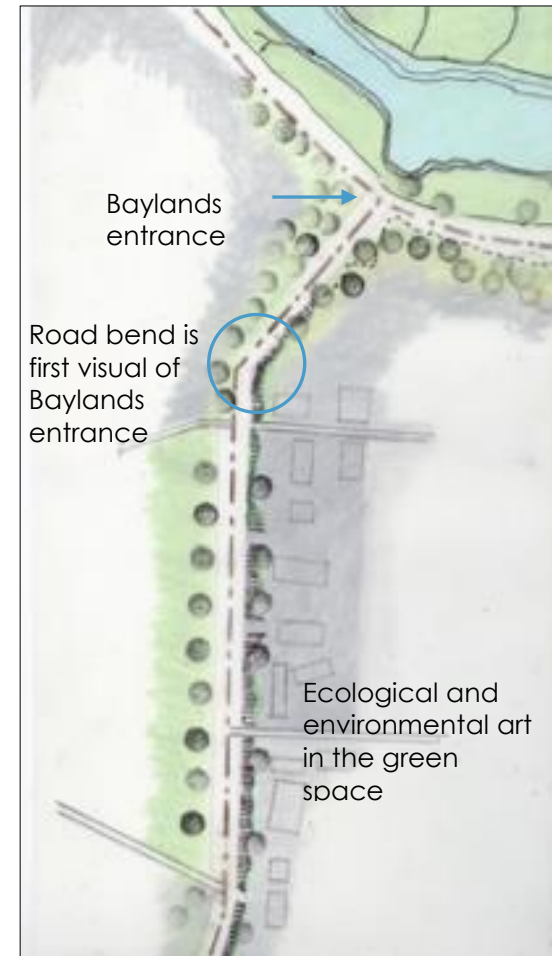 Baylands
entrance
Road bend is
first visual of
Baylands
entrance
Ecological and
environmental art
in the green
space